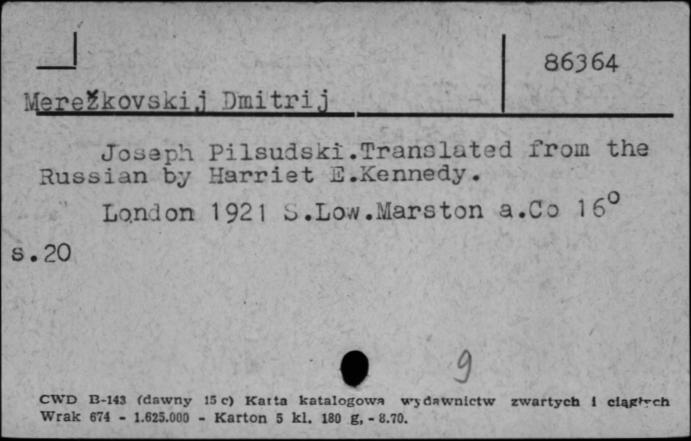 86364
Merežkovskij Dmitrij
Joseph Pilsudski.Translated from the
Russian by Harriet E.Kennedy.
London 1921 S.Low.Marston a.Co 16°
s.20
9
CWD B-143 (dawny 15 c) Karta katalogowa wydawnictw zwartych i ciągłych
Wrak 674 - 1.625.000 - Karton 5 kl. 180 g, - 8.70.